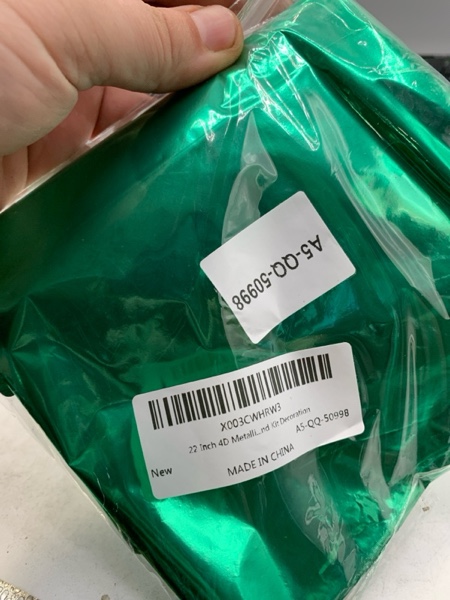 A5-QQ-50998
X003CWHRW3
22 Inch 4D Metalli...nd Kit Decoration
A5-QQ-50998
New
MADE IN CHINA